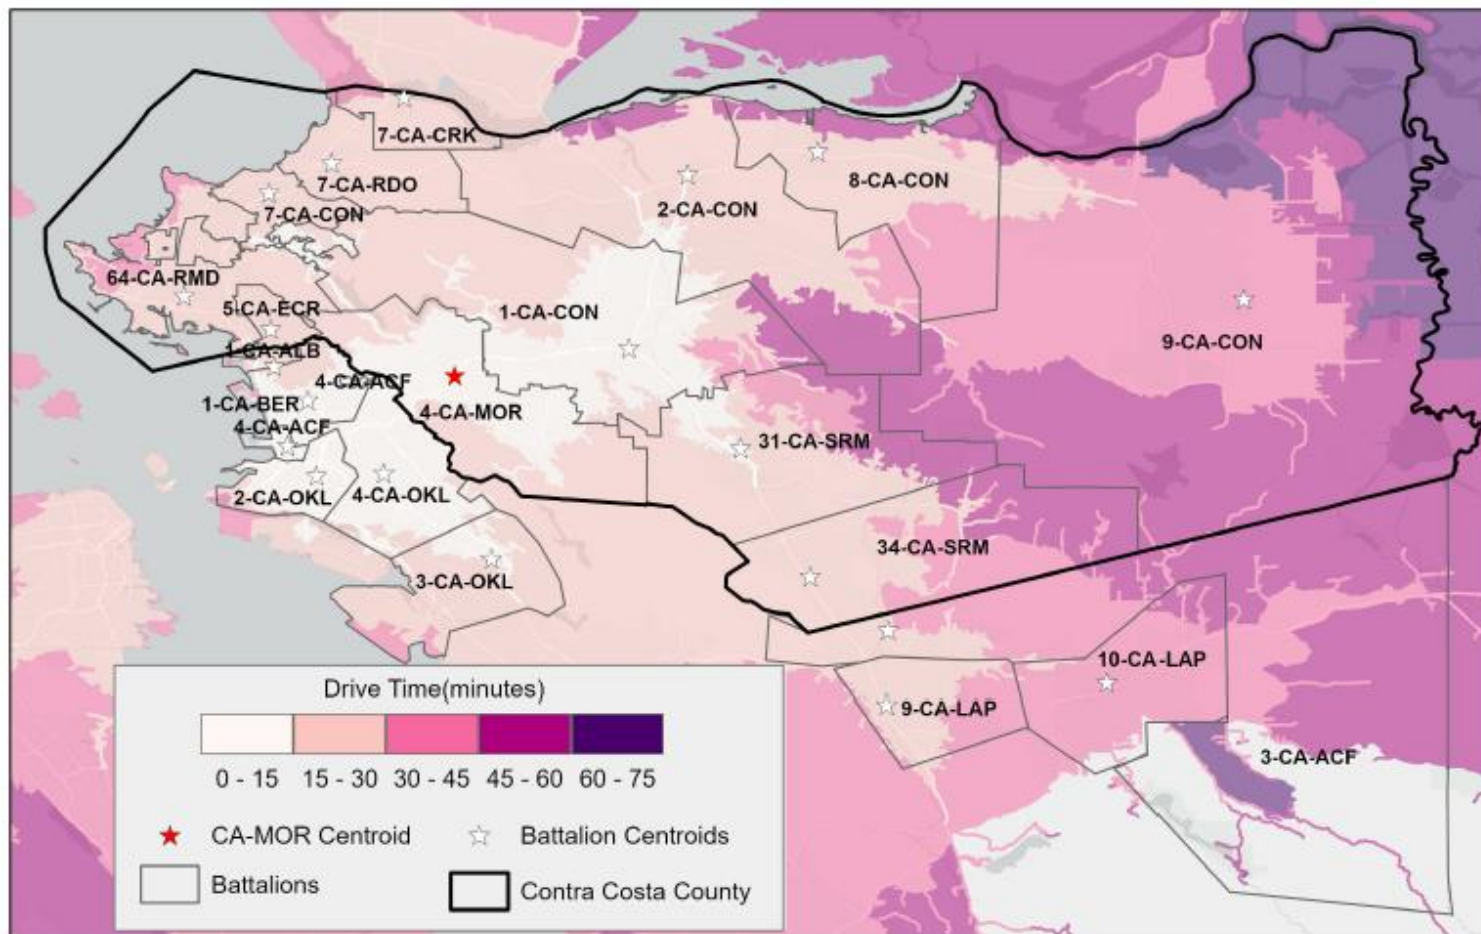 7-CA-CRK
7-CA-RDO
8-CA-CON
2-CA-CON
7-CA-CON
64-CA-RMD
5-CA-ECR
1-CA-CON
9-CA-CON
1-CA-ALB
4-CA-ACF
1-CA-BER
4-CA-MOR
4-CA-ACF
31-CA-SRM
2-CA-OKL
4-CA-OKL
34-CA-SRM
3-CA-OKL
10-CA-LAP
9-CA-LAP
3-CA-ACF
Drive Time(minutes)
0 - 15 15 - 30 30 - 45 45 - 60 60 - 75
CA-MOR Centroid Battalion Centroids
Battalions Contra Costa County